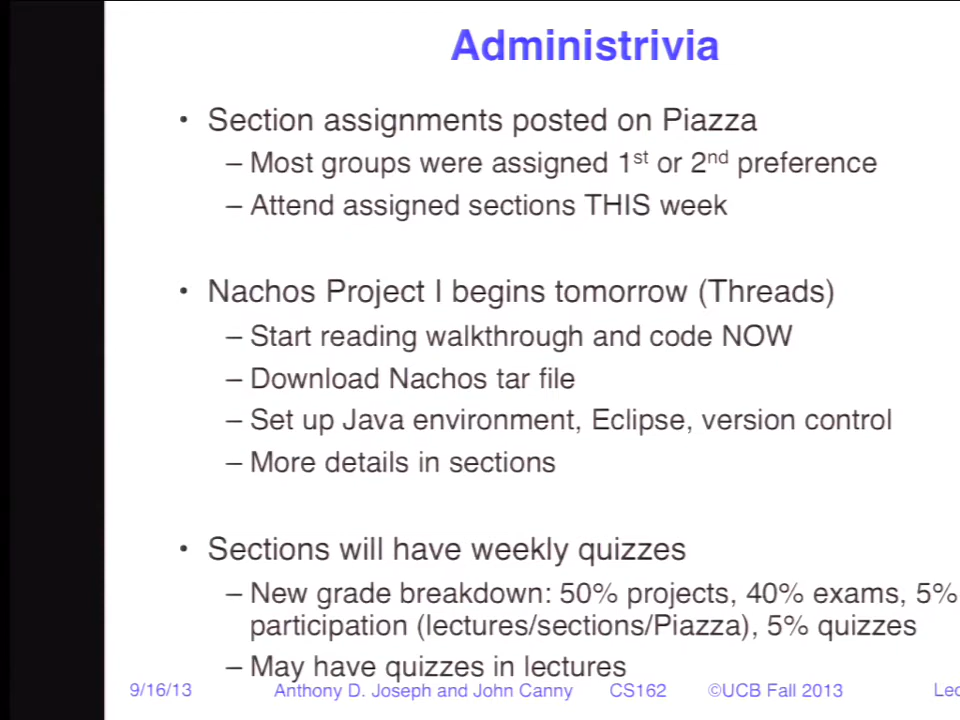 Administrivia
• Section assignments posted on Piazza
– Most groups were assigned 1st or 2nd preference
– Attend assigned sections THIS week
• Nachos Project I begins tomorrow (Threads)
– Start reading walkthrough and code NOW
– Download Nachos tar file
– Set up Java environment, Eclipse, version control
– More details in sections
• Sections will have weekly quizzes
– New grade breakdown: 50% projects, 40% exams, 5%
participation (lectures/sections/Piazza), 5% quizzes
– May have quizzes in lectures
9/16/13 Anthony D. Joseph and John Canny CS162 ©UCB Fall 2013